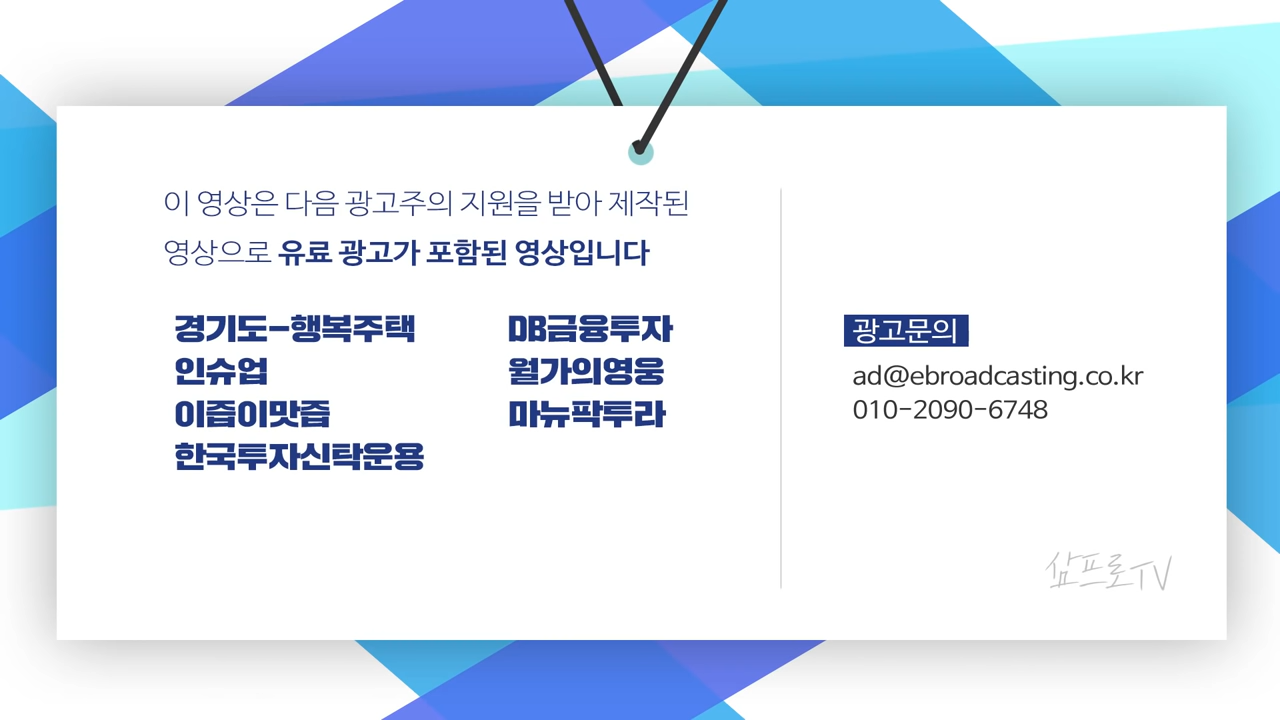 이 영상은 다음 광고주의 지원을 받아 제작된
영상으로 유료 광고가 포함된 영상입니다
경기도-행복주택
인슈업
이즙이맛즙
한국투자신탁운용
DB금융투자
월가의영웅
마뉴팍투라
광고문의
ad@ebroadcasting.co.kr
010-2090-6748
삼프로TV